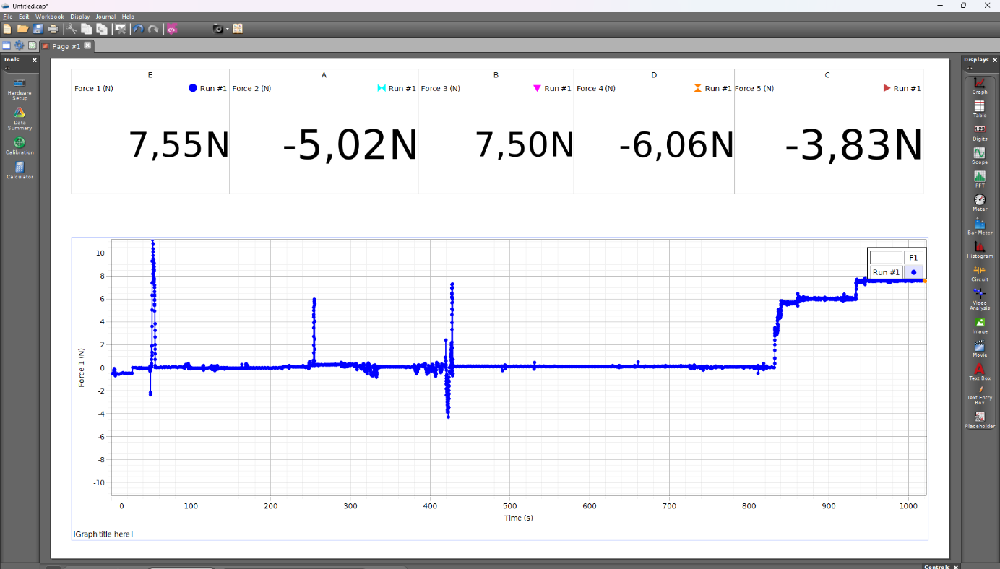 Untitled.cap*
File Edit Workbook Display Journal Help
Page #1
Tools
Hardware
Setup
Data
Summary
Calibration
Calculator
E A B D C
Force 1 (N) Run #1 Force 2 (N) Run #1 Force 3 (N) Run #1 Force 4 (N) Run #1 Force 5 (N) Run #1
7,55N -5,02N 7,50N -6,06N -3,83N
10
8
6
4
2
0
-2
-4
-6
-8
-10
Force 1 (N)
F1
Run #1
0 100 200 300 400 500 600 700 800 900 1000
Time (s)
[Graph title here]
Displays
Graph
Table
1.23
Digits
Scope
FFT
Meter
Bar Meter
Histogram
Circuit
Video
Analysis
Image
Movie
A
Text Box
Text Entry
Box
Placeholder
Controls